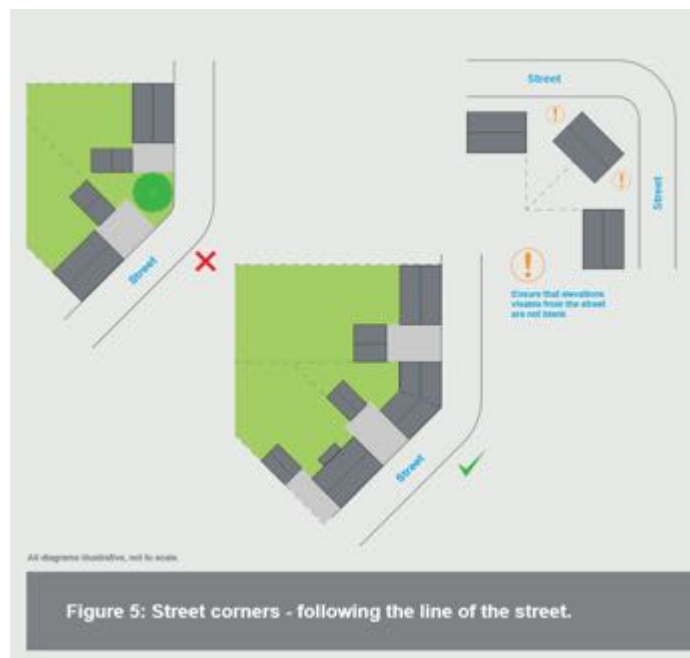 Street
Street
Street
!
!
!
Ensure that elevations
visable from the street
are not blank
Street
All diagrams illustrative, not to scale.
Figure 5: Street corners - following the line of the street.